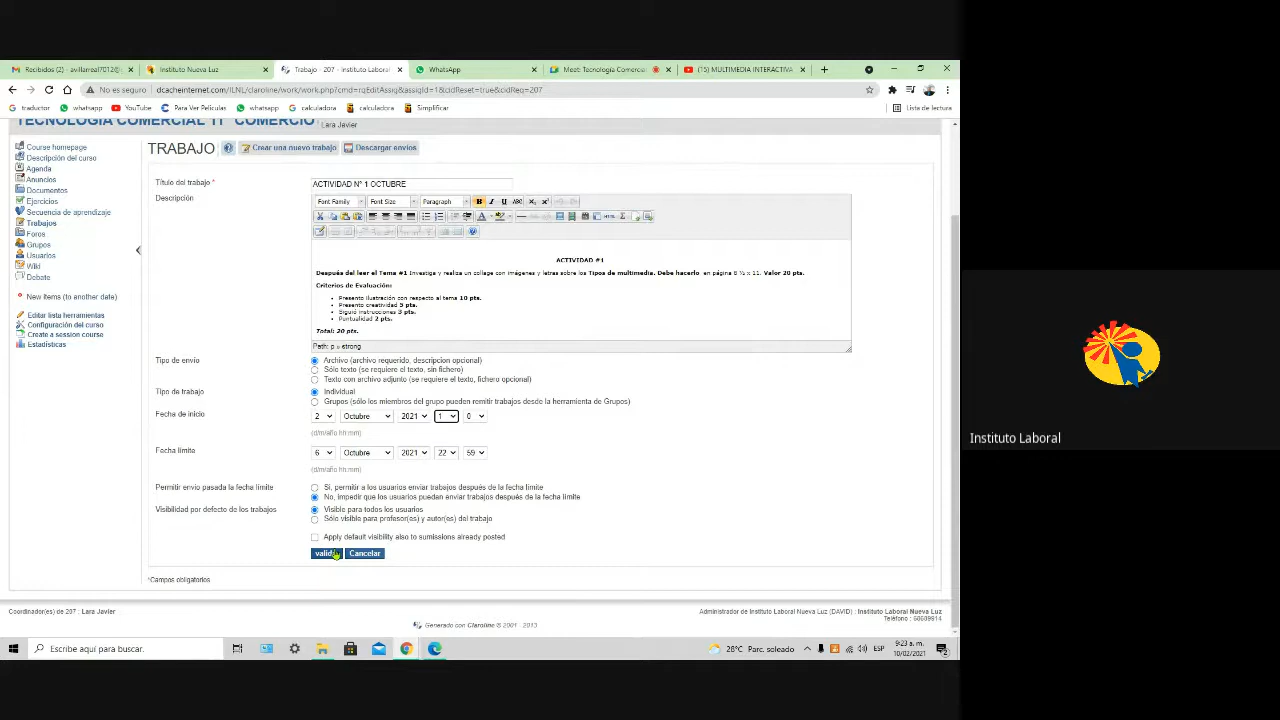 Recibidos (2) - avillarreal7012@
Instituto Nueva Luz
Trabajo - 207 - Instituto Labora
WhatsApp
Meet: Tecnología Comercial
(15) MULTIMEDIA INTERACTIVA
No es seguro
dcacheinternet.com/ILNL/claroline/work/work.php?cmd=rqEditAssig&assigId=1&cidReset=true&cidReq=207
traductor
whatsapp
YouTube
Para Ver Peliculas
whatsapp
calculadora
calculadora
Simplificar
Lista de lectura
TECNOLOGIA COMERCIAL 11° COMERCIO
Lara Javier
Course homepage
Descripción del curso
Agenda
Anuncios
Documentos
Ejercicios
Secuencia de aprendizaje
Trabajos
Foros
Grupos
Usuarios
Wiki
Debate
New items (to another date)
Editar lista herramientas
Configuración del curso
Create a session course
Estadísticas
TRABAJO
Crear una nuevo trabajo
Descargar envíos
Título del trabajo *
ACTIVIDAD N° 1 OCTUBRE
Descripción
Font Family
Font Size
Paragraph
B I U ABC
HTML
ACTIVIDAD #1
Después del leer el Tema #1 Investiga y realiza un collage con imágenes y letras sobre los Tipos de multimedia. Debe hacerlo en página 8 ½ x 11. Valor 20 pts.
Criterios de Evaluación:
Presento ilustración con respecto al tema 10 pts.
Presento creatividad 5 pts.
Siguió instrucciones 3 pts.
Puntualidad 2 pts.
Total: 20 pts.
Path: p » strong
Tipo de envío
Archivo (archivo requerido, descripcion opcional)
Sólo texto (se requiere el texto, sin fichero)
Texto con archivo adjunto (se requiere el texto, fichero opcional)
Tipo de trabajo
Individual
Grupos (sólo los miembros del grupo pueden remitir trabajos desde la herramienta de Grupos)
Fecha de inicio
2 Octubre 2021 1 0
(d/m/año hh:mm)
Fecha límite
6 Octubre 2021 22 59
(d/m/año hh:mm)
Permitir envio pasada la fecha límite
Si, permitir a los usuarios enviar trabajos después de la fecha límite
No, impedir que los usuarios puedan enviar trabajos después de la fecha límite
Visibilidad por defecto de los trabajos
Visible para todos los usuarios
Sólo visible para profesor(es) y autor(es) del trabajo
Apply default visibility also to sumissions already posted
Cancelar
*Campos obligatorios
Coordinador(es) de 207 : Lara Javier
Administrador de Instituto Laboral Nueva Luz (DAVID) : Instituto Laboral Nueva Luz
Teléfono : 60609914
Generado con Claroline © 2001 - 2013
Escribe aquí para buscar.
28°C Parc. soleado
ESP
9:23 a. m.
10/02/2021
Instituto Laboral